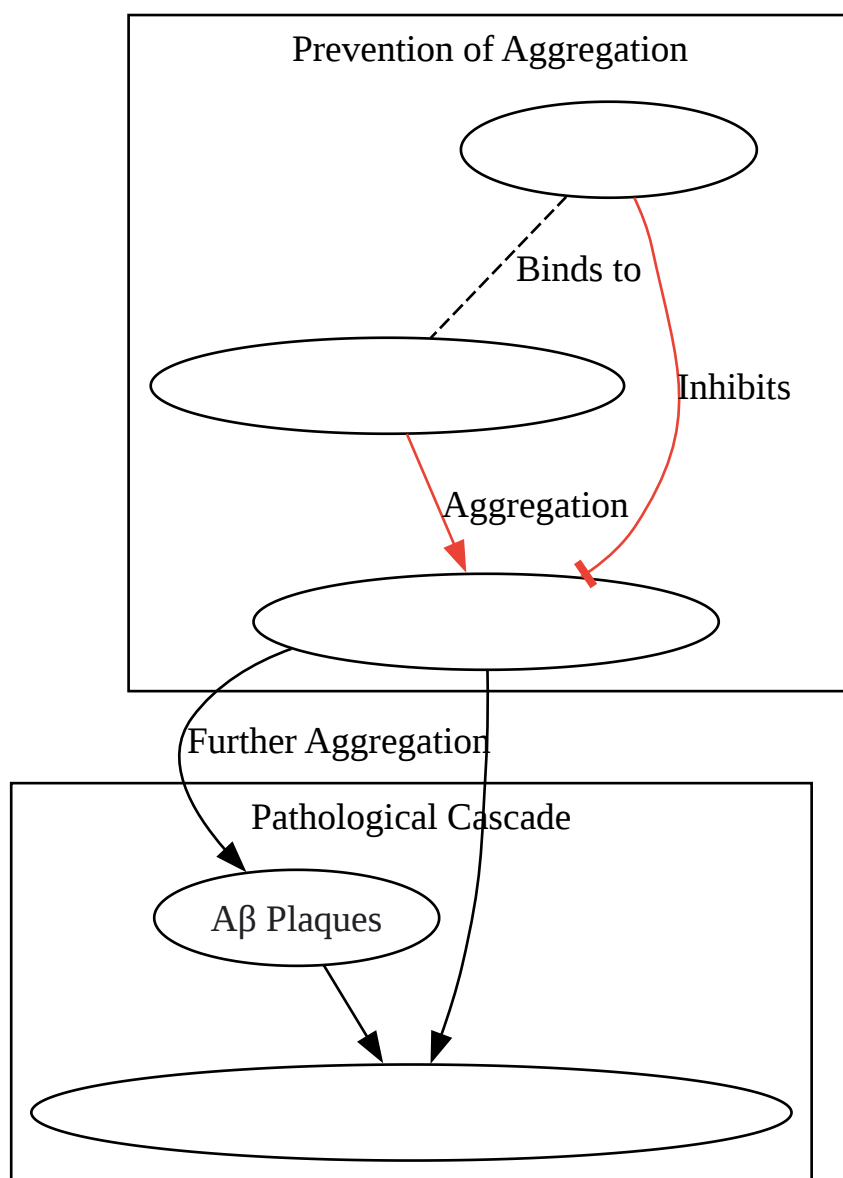 Prevention of Aggregation
Binds to
Inhibits
Aggregation
Further Aggregation
Pathological Cascade
Aβ Plaques